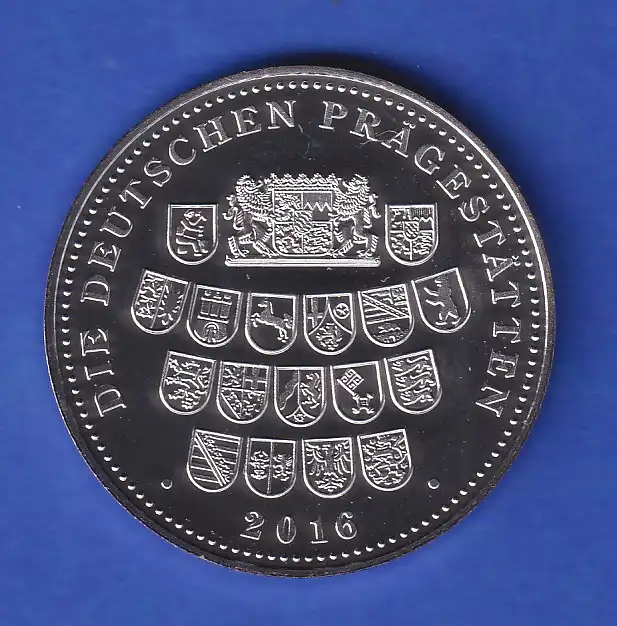 DIE DEUTSCHEN PRÄGESTÄTTEN
2016